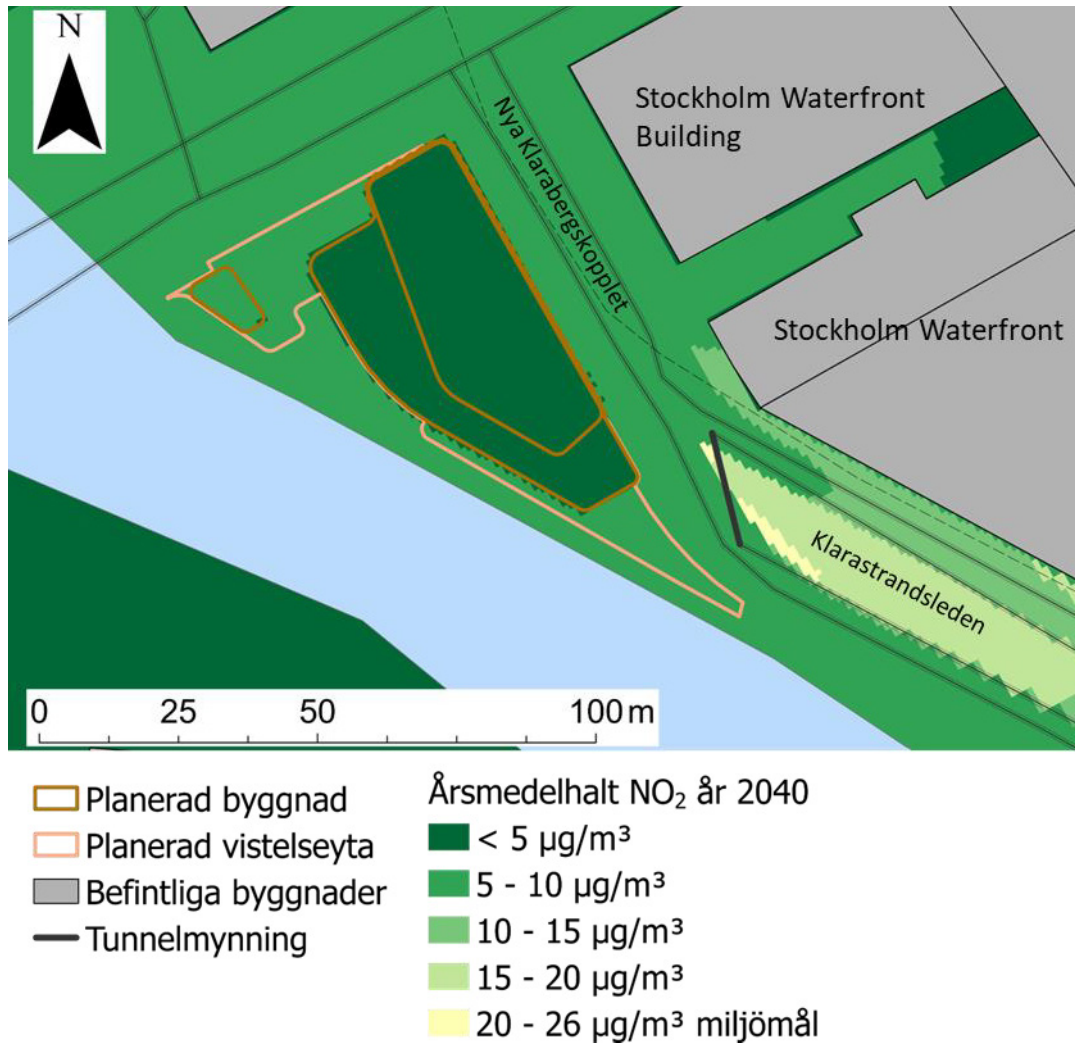 N
Stockholm Waterfront
Building
Nya Klarabergskopplet
Stockholm Waterfront
Klarastrandsleden
0 25 50 100 m
Planerad byggnad
Planerad vistelseyta
Befintliga byggnader
Tunnelmynning
Årsmedelhalt NO₂ år 2040
< 5 µg/m³
5 - 10 µg/m³
10 - 15 µg/m³
15 - 20 µg/m³
20 - 26 µg/m³ miljömål